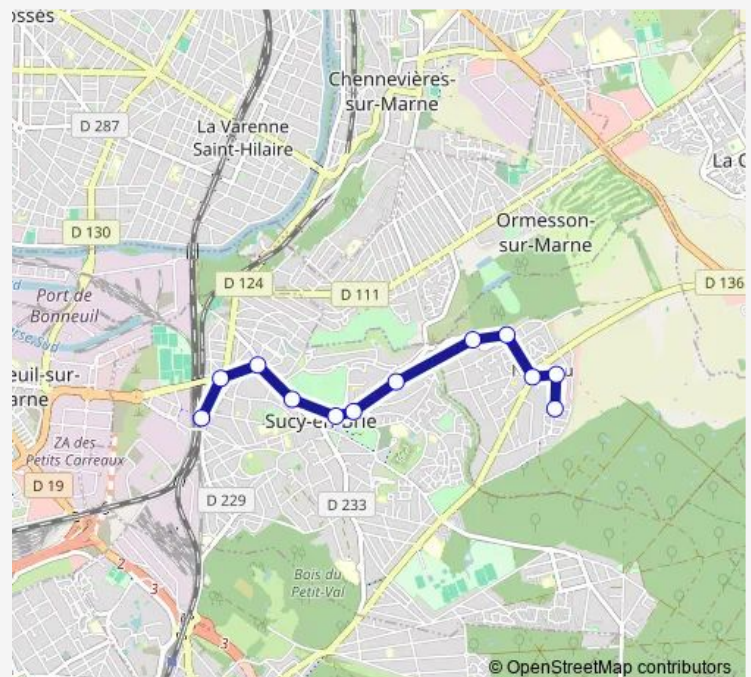 ossés
Chennevières-
sur-Marne
D 287
La Varenne
Saint-Hilaire
La C
Ormesson-
sur-Marne
D 130
D 124
D 136
D 111
Port de
Bonneuil
euil-sur-
arne
Sucy-en-Brie
ZA des
Petits Carreaux
D 19
D 229
D 233
2
3
Bois du
Petit-Val
3
© OpenStreetMap contributors